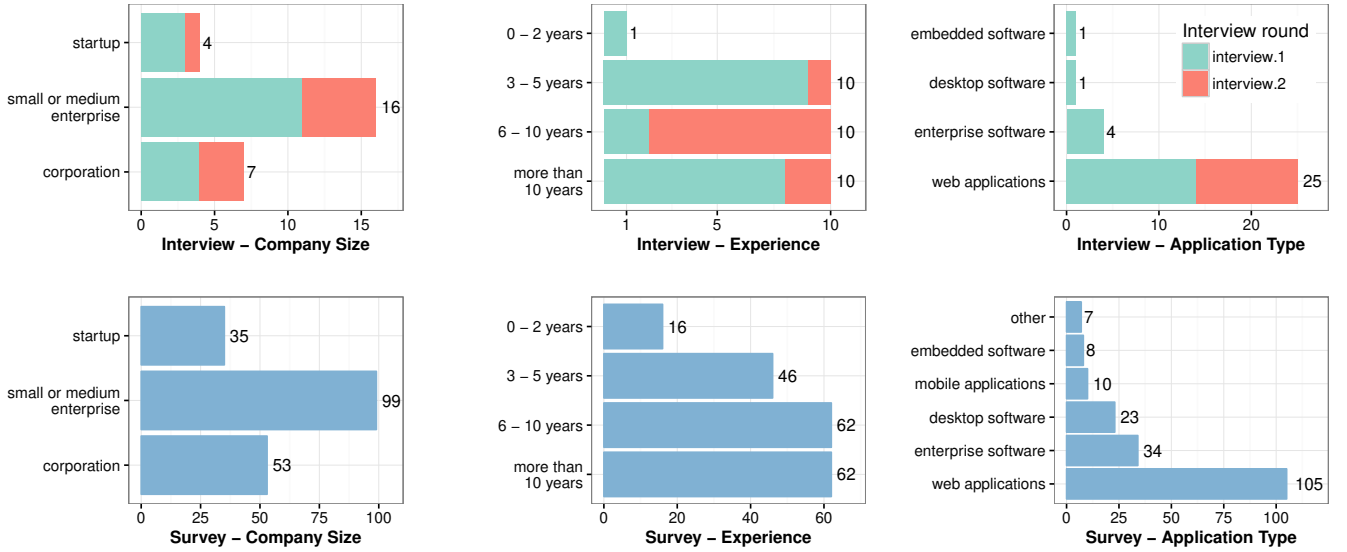 startup
4
small or medium
enterprise
16
corporation
7
0
5
10
15
Interview − Company Size
0 − 2 years
1
3 − 5 years
10
6 − 10 years
10
more than
10 years
10
1
5
10
Interview − Experience
embedded software
1
desktop software
1
enterprise software
4
web applications
25
Interview round
interview.1
interview.2
0
10
20
Interview − Application Type
startup
35
small or medium
enterprise
99
corporation
53
0
25
50
75
100
Survey − Company Size
0 − 2 years
16
3 − 5 years
46
6 − 10 years
62
more than
10 years
62
0
20
40
60
Survey − Experience
other
7
embedded software
8
mobile applications
10
desktop software
23
enterprise software
34
web applications
105
0
25
50
75
100
Survey − Application Type